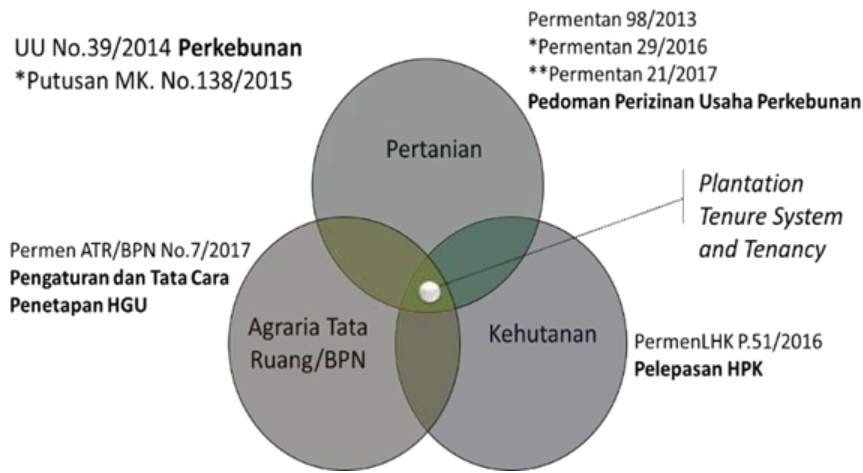 UU No.39/2014 Perkebunan
*Putusan MK. No.138/2015
Permentan 98/2013
*Permentan 29/2016
**Permentan 21/2017
Pedoman Perizinan Usaha Perkebunan
Pertanian
Plantation
Tenure System
and Tenancy
Permen ATR/BPN No.7/2017
Pengaturan dan Tata Cara
Penetapan HGU
Agraria Tata
Ruang/BPN
Kehutanan
PermenLHK P.51/2016
Pelepasan HPK